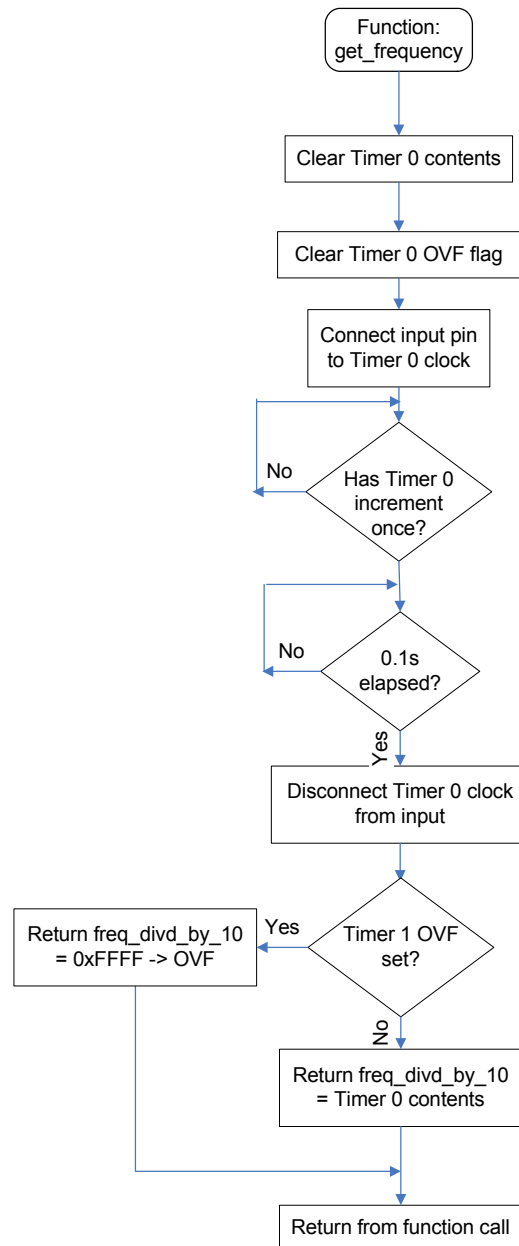 Function:
get_frequency
Clear Timer 0 contents
Clear Timer 0 OVF flag
Connect input pin
to Timer 0 clock
No
Has Timer 0
increment
once?
No
0.1s
elapsed?
Yes
Disconnect Timer 0 clock
from input
Timer 1 OVF
set?
Yes
Return freq_divd_by_10
= 0xFFFF -> OVF
No
Return freq_divd_by_10
= Timer 0 contents
Return from function call